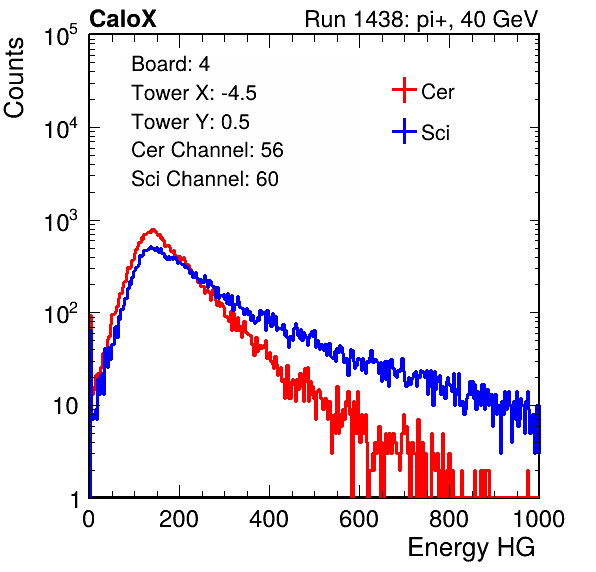 CaloX Run 1438: pi+, 40 GeV
Counts
10^5
10^4
10^3
10^2
10
1
Board: 4
Tower X: -4.5
Tower Y: 0.5
Cer Channel: 56
Sci Channel: 60
Cer
Sci
0 200 400 600 800 1000
Energy HG